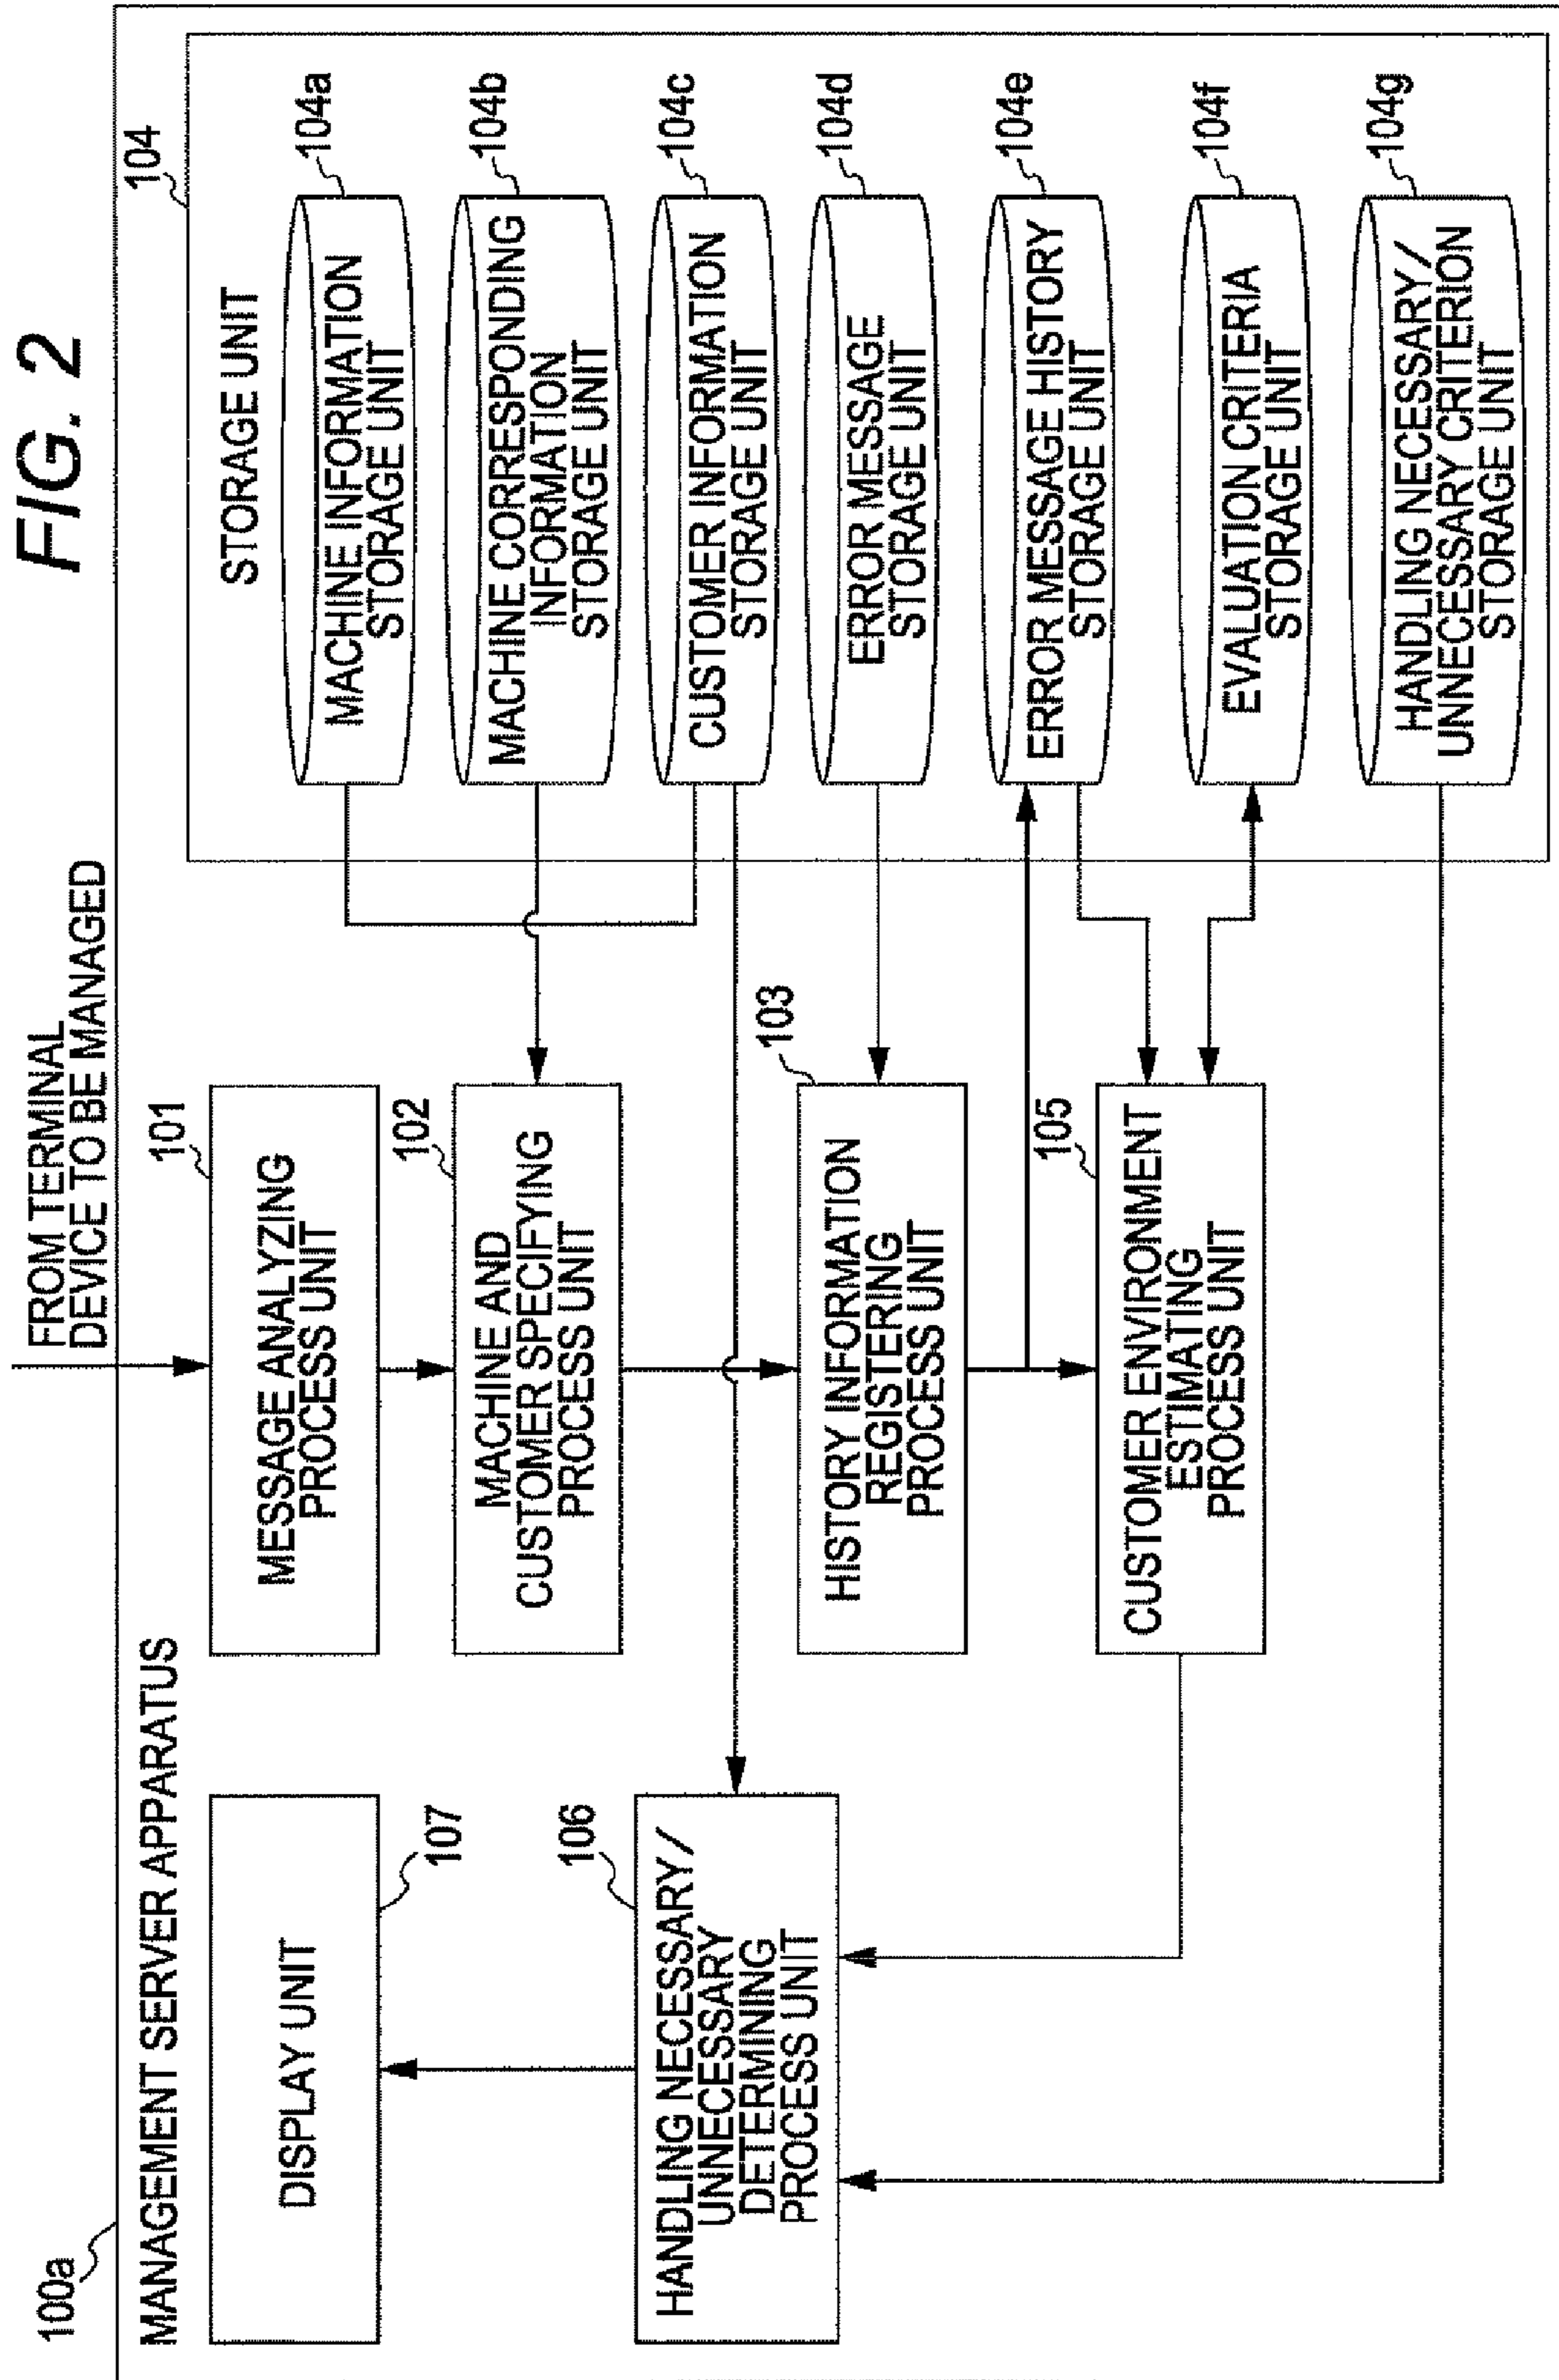 FIG. 2
FROM TERMINAL
DEVICE TO BE MANAGED
100a
MANAGEMENT SERVER APPARATUS
DISPLAY UNIT
107
HANDLING NECESSARY/
UNNECESSARY
DETERMINING
PROCESS UNIT
106
101
MESSAGE ANALYZING
PROCESS UNIT
102
MACHINE AND
CUSTOMER SPECIFYING
PROCESS UNIT
103
HISTORY INFORMATION
REGISTERING
PROCESS UNIT
105
CUSTOMER ENVIRONMENT
ESTIMATING
PROCESS UNIT
104
STORAGE UNIT
MACHINE INFORMATION
STORAGE UNIT
104a
MACHINE CORRESPONDING
INFORMATION
STORAGE UNIT
104b
CUSTOMER INFORMATION
STORAGE UNIT
104c
ERROR MESSAGE
STORAGE UNIT
104d
ERROR MESSAGE HISTORY
STORAGE UNIT
104e
EVALUATION CRITERIA
STORAGE UNIT
104f
HANDLING NECESSARY/
UNNECESSARY CRITERION
STORAGE UNIT
104g